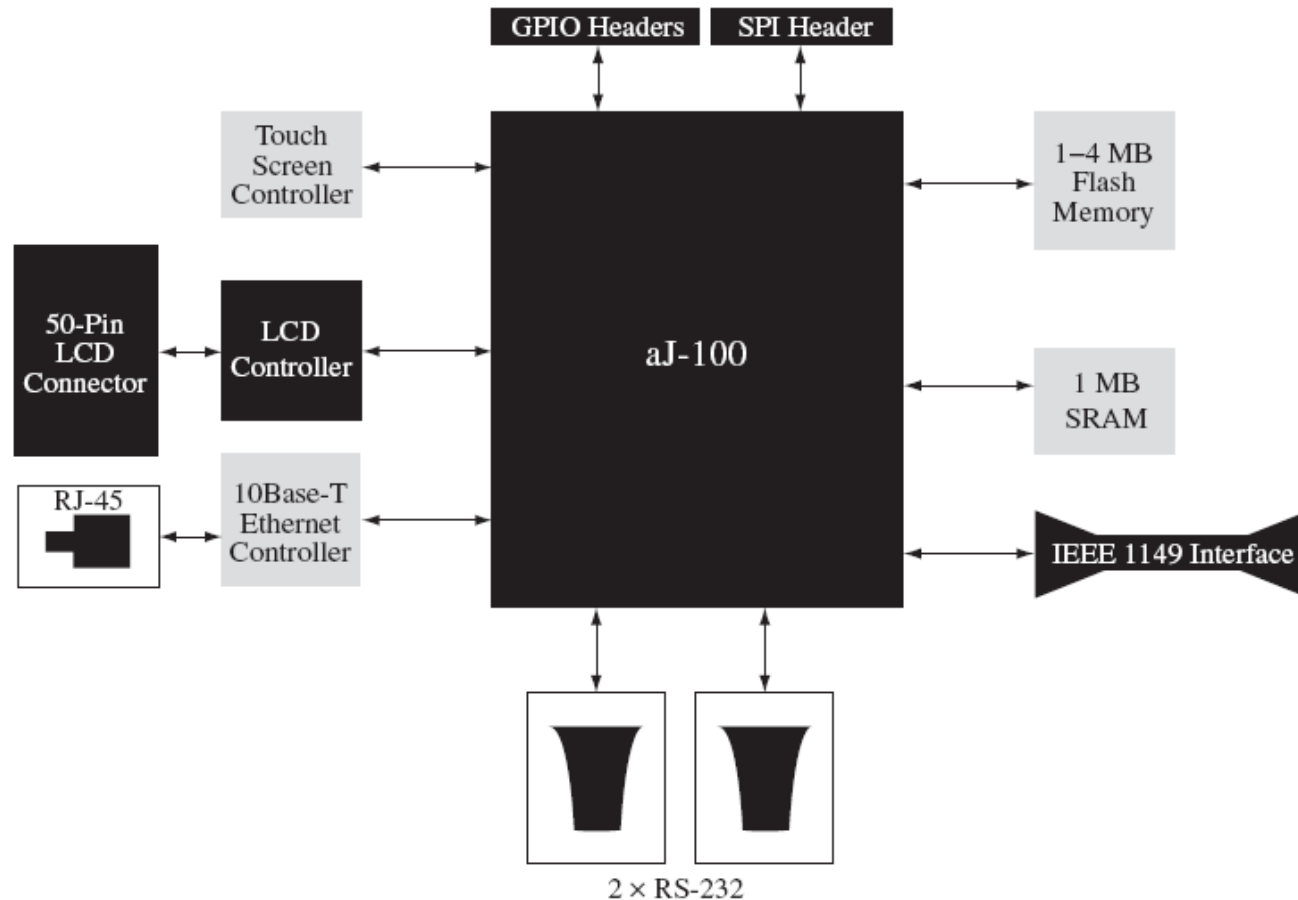 GPIO Headers
SPI Header
Touch
Screen
Controller
1–4 MB
Flash
Memory
50-Pin
LCD
Connector
LCD
Controller
aJ-100
1 MB
SRAM
RJ-45
10Base-T
Ethernet
Controller
IEEE 1149 Interface
2 × RS-232